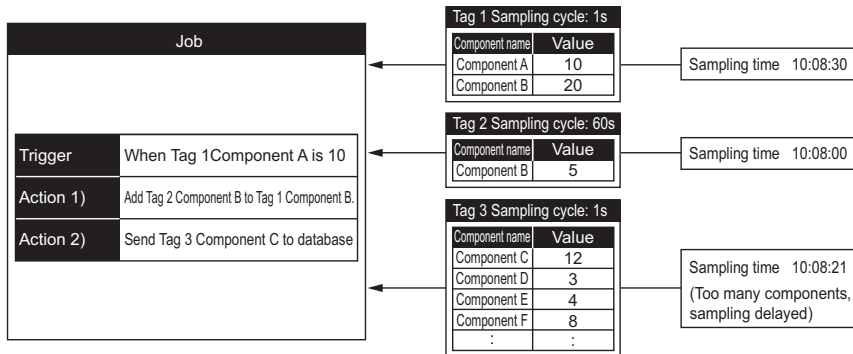 Job
Trigger When Tag 1Component A is 10
Action 1) Add Tag 2 Component B to Tag 1 Component B.
Action 2) Send Tag 3 Component C to database
Tag 1 Sampling cycle: 1s
Component name Value
Component A 10
Component B 20
Sampling time 10:08:30
Tag 2 Sampling cycle: 60s
Component name Value
Component B 5
Sampling time 10:08:00
Tag 3 Sampling cycle: 1s
Component name Value
Component C 12
Component D 3
Component E 4
Component F 8
: :
Sampling time 10:08:21
(Too many components,
sampling delayed)